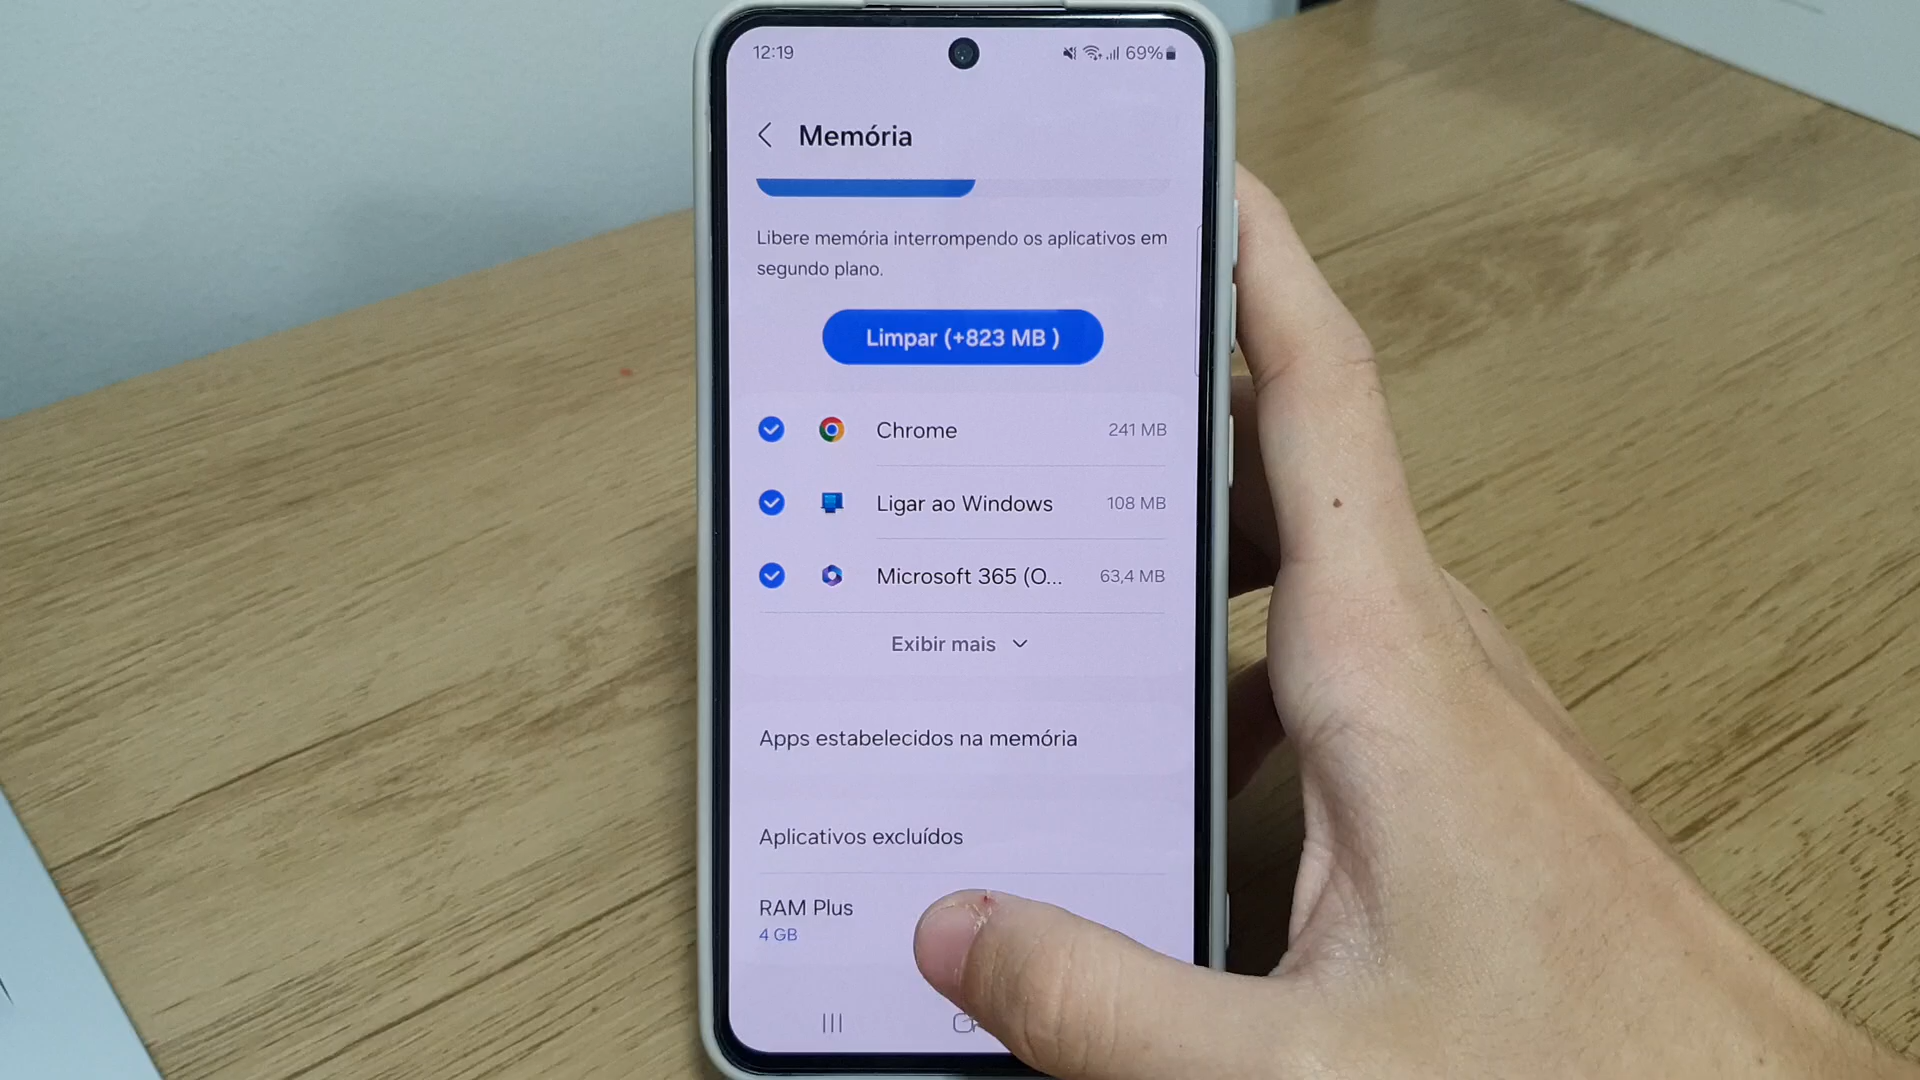 12:19
69%
Memória
Libere memória interrompendo os aplicativos em
segundo plano.
Limpar (+823 MB )
Chrome 241 MB
Ligar ao Windows 108 MB
Microsoft 365 (O... 63,4 MB
Exibir mais
Apps estabelecidos na memória
Aplicativos excluídos
RAM Plus
4 GB